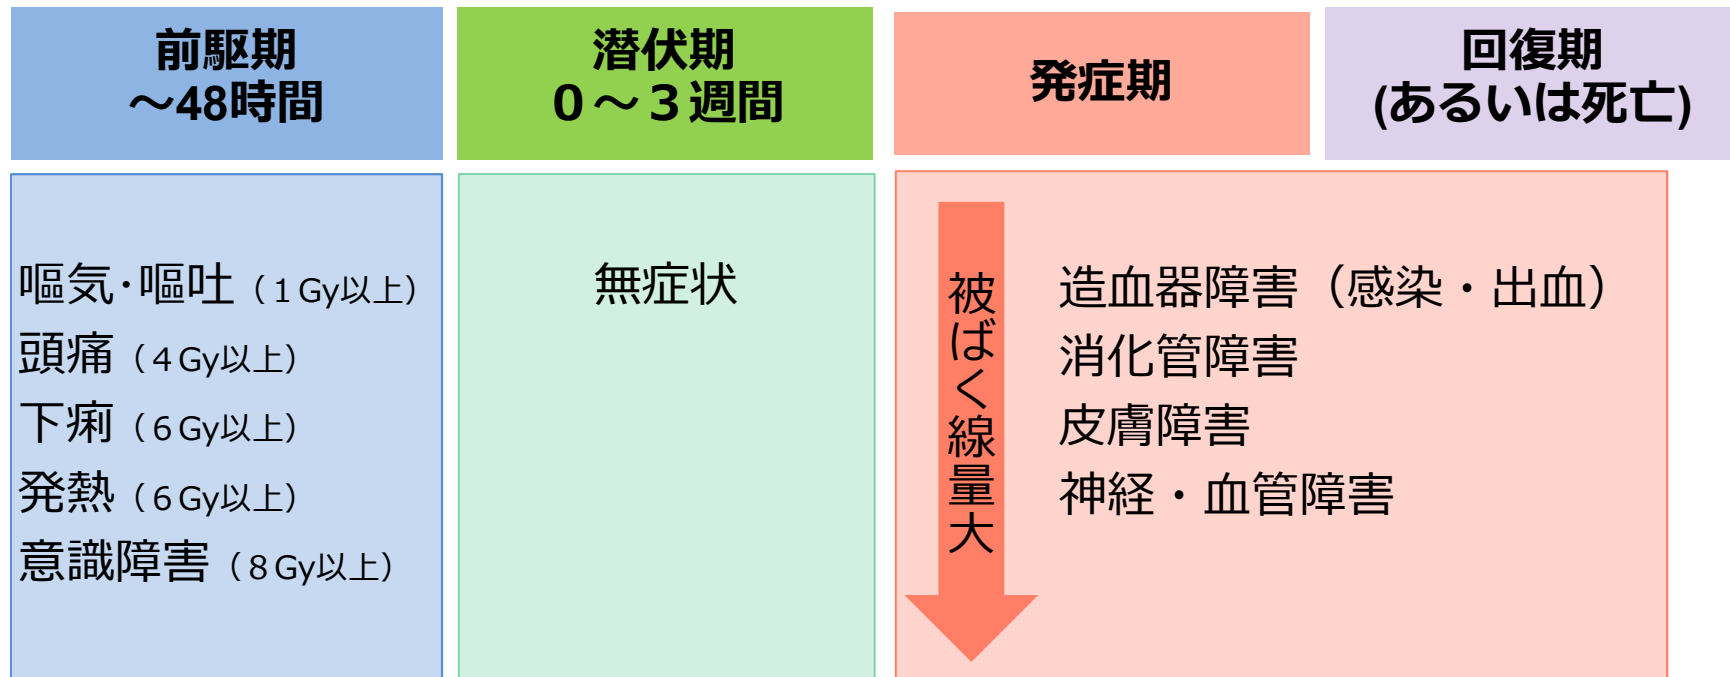 前駆期
～48時間
潜伏期
０～３週間
発症期
回復期
(あるいは死亡)
嘔気･嘔吐（１Gy以上）
頭痛（４Gy以上）
下痢（６Gy以上）
発熱（６Gy以上）
意識障害（８Gy以上）
無症状
被ばく線量大
造血器障害（感染・出血）
消化管障害
皮膚障害
神経・血管障害